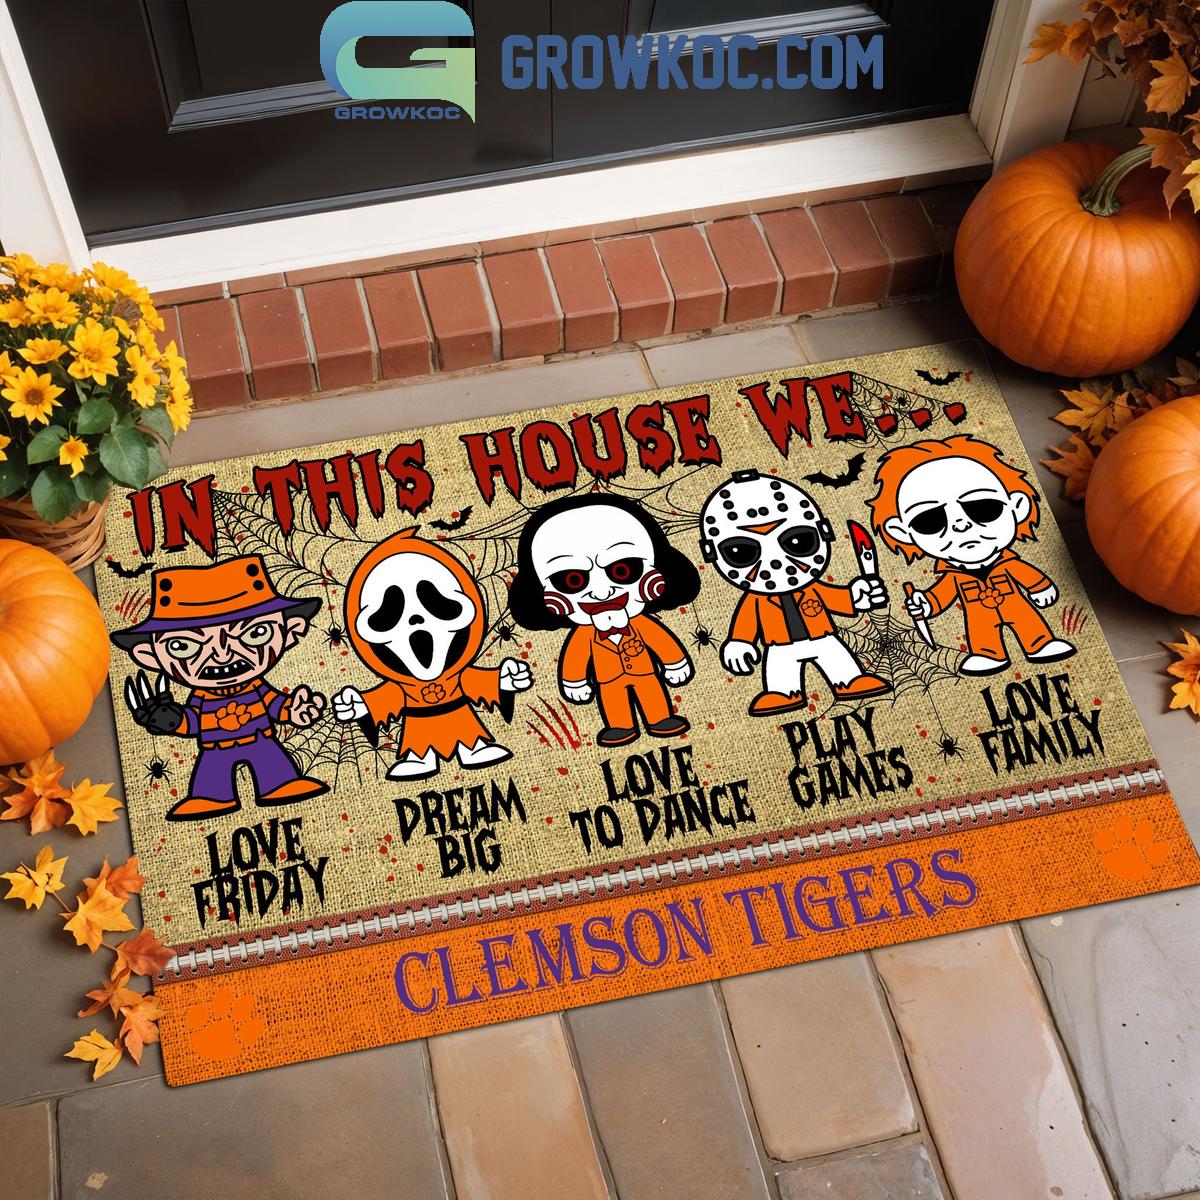 GROWKOC
GROWKOC.COM
IN THIS HOUSE WE...
LOVE
FRIDAY
DREAM
BIG
LOVE
TO DANCE
PLAY
GAMES
LOVE
FAMILY
CLEMSON TIGERS